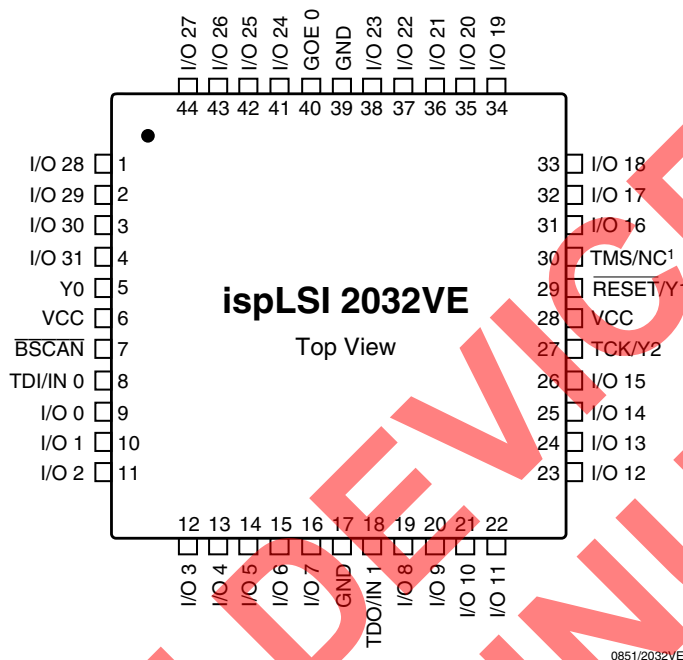 I/O 27
I/O 26
I/O 25
I/O 24
GOE 0
GND
I/O 23
I/O 22
I/O 21
I/O 20
I/O 19
44 43 42 41 40 39 38 37 36 35 34
I/O 28 1
I/O 29 2
I/O 30 3
I/O 31 4
Y0 5
VCC 6
BSCAN 7
TDI/IN 0 8
I/O 0 9
I/O 1 10
I/O 2 11
ispLSI 2032VE
Top View
33 I/O 18
32 I/O 17
31 I/O 16
30 TMS/NC¹
29 RESET/Y1
28 VCC
27 TCK/Y2
26 I/O 15
25 I/O 14
24 I/O 13
23 I/O 12
12 13 14 15 16 17 18 19 20 21 22
I/O 3
I/O 4
I/O 5
I/O 6
I/O 7
GND
TDO/IN 1
I/O 8
I/O 9
I/O 10
I/O 11
0851/2032VE
DEVICE